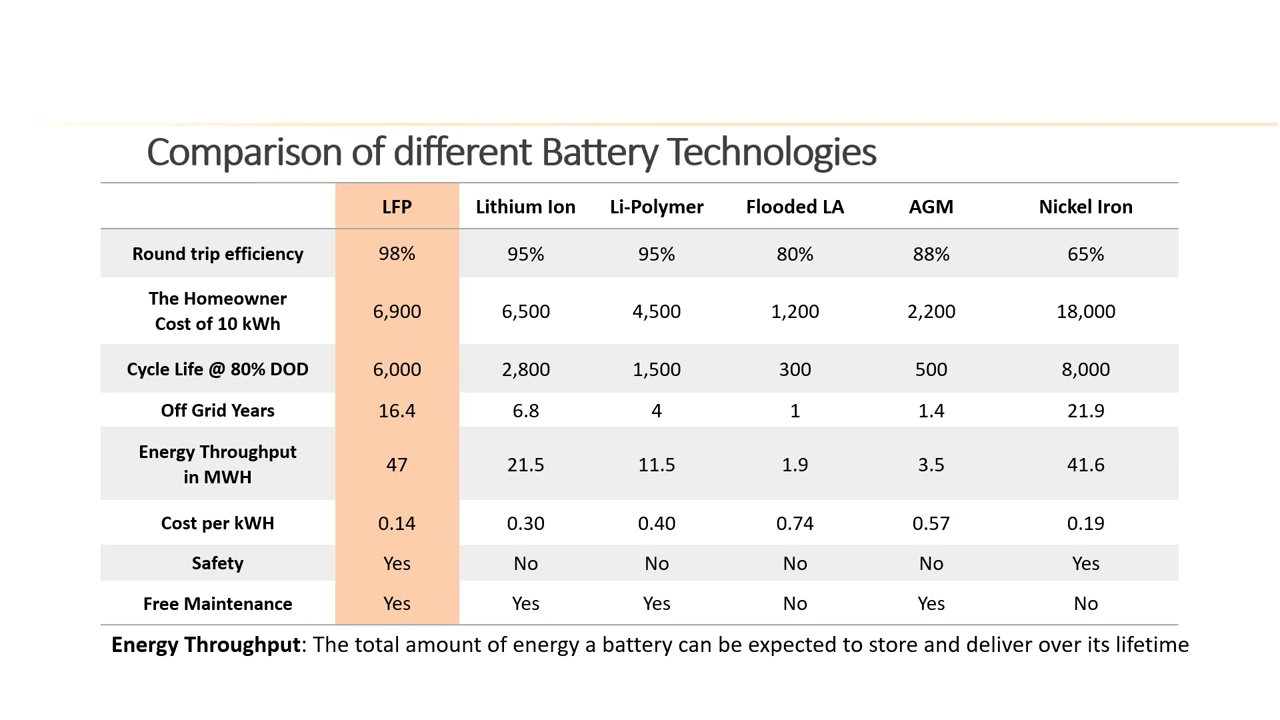 Comparison of different Battery Technologies
LFP Lithium Ion Li-Polymer Flooded LA AGM Nickel Iron
Round trip efficiency 98% 95% 95% 80% 88% 65%
The Homeowner
Cost of 10 kWh 6,900 6,500 4,500 1,200 2,200 18,000
Cycle Life @ 80% DOD 6,000 2,800 1,500 300 500 8,000
Off Grid Years 16.4 6.8 4 1 1.4 21.9
Energy Throughput
in MWH 47 21.5 11.5 1.9 3.5 41.6
Cost per kWH 0.14 0.30 0.40 0.74 0.57 0.19
Safety Yes No No No No Yes
Free Maintenance Yes Yes Yes No Yes No
Energy Throughput: The total amount of energy a battery can be expected to store and deliver over its lifetime